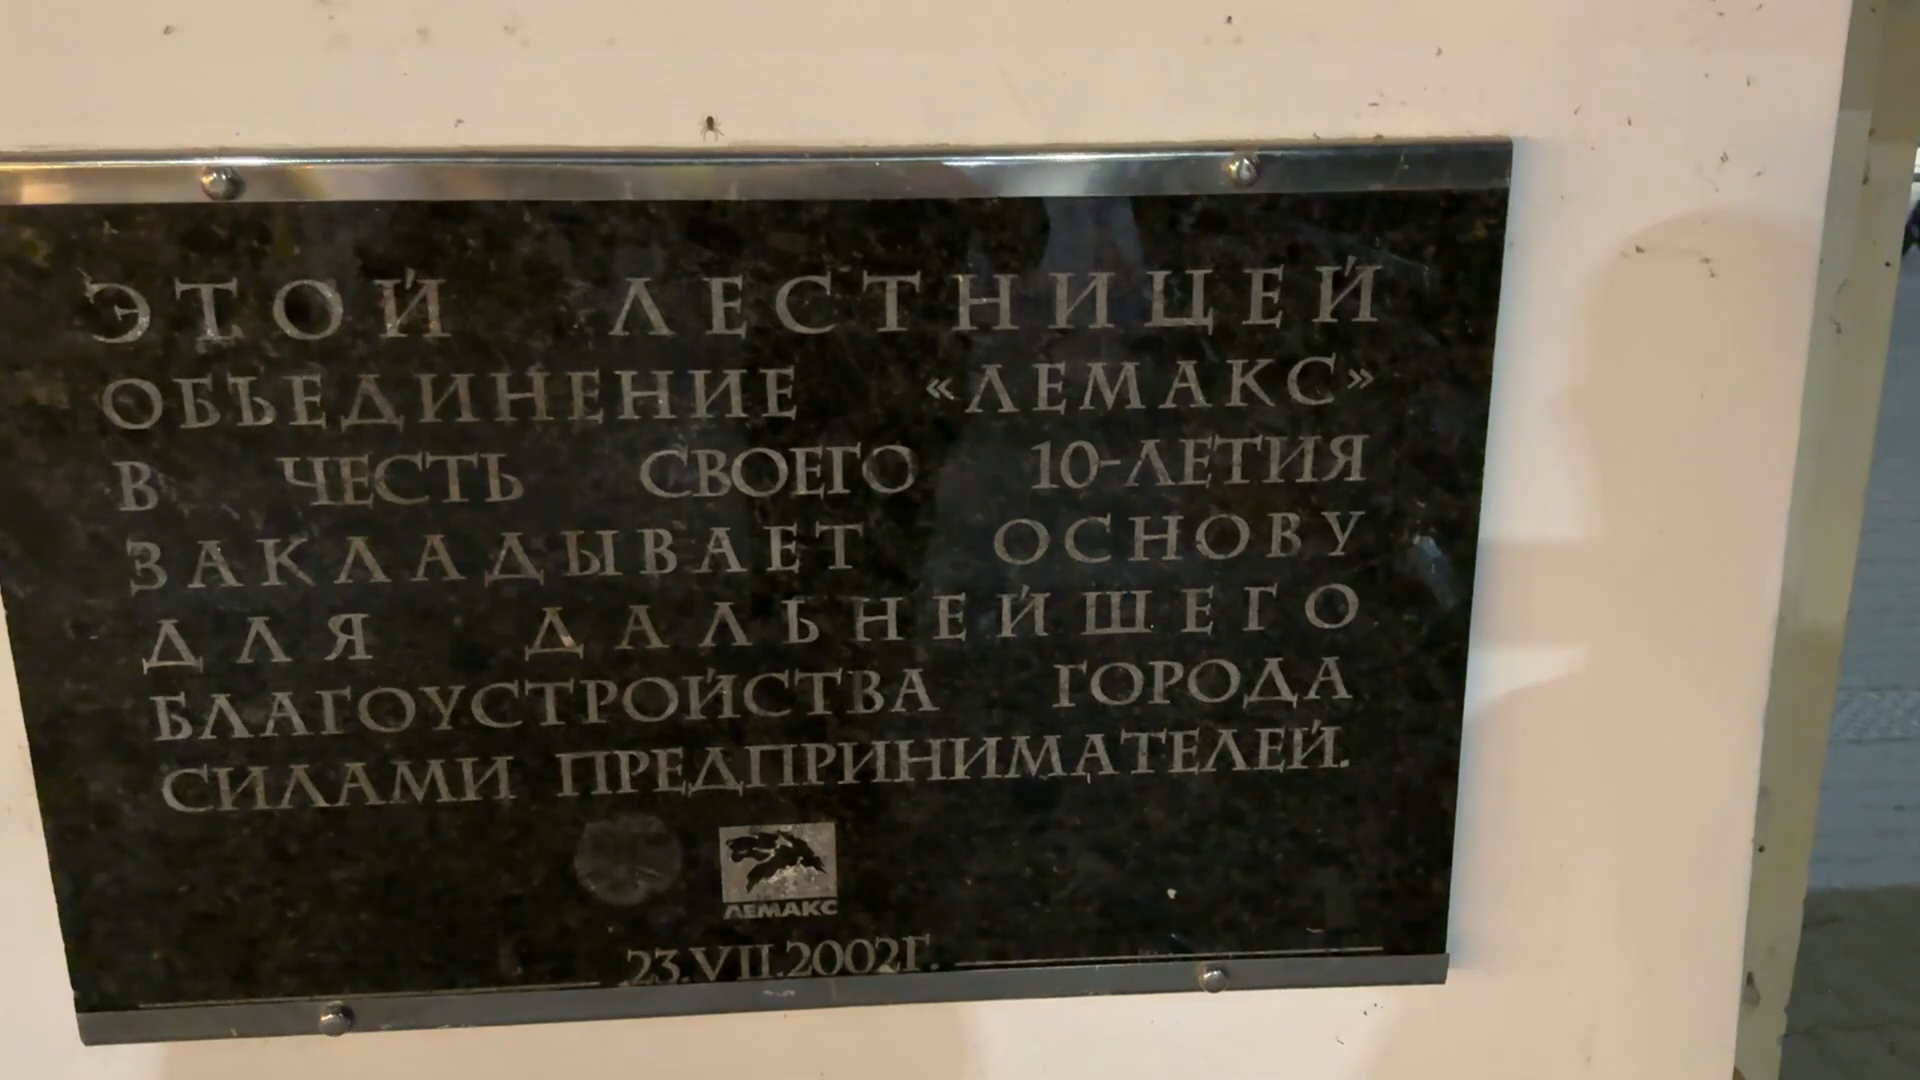 ЭТОЙ ЛЕСТНИЦЕЙ
ОБЪЕДИНЕНИЕ «ЛЕМАКС»
В ЧЕСТЬ СВОЕГО 10-ЛЕТИЯ
ЗАКЛАДЫВАЕТ ОСНОВУ
ДЛЯ ДАЛЬНЕЙШЕГО
БЛАГОУСТРОЙСТВА ГОРОДА
СИЛАМИ ПРЕДПРИНИМАТЕЛЕЙ.
ЛЕМАКС
23.VII.2002Г.